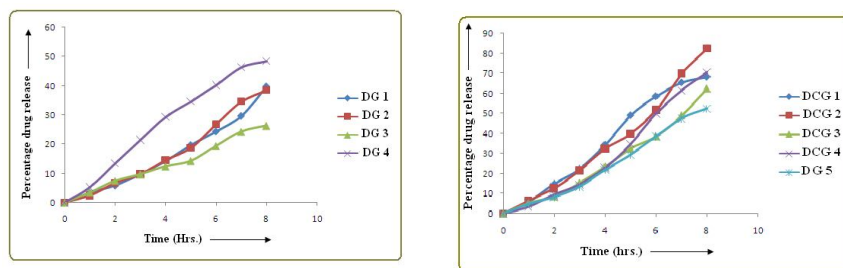 Percentage drug release
60
50
40
30
20
10
0
0 2 4 6 8 10
Time (Hrs.)
DG 1
DG 2
DG 3
DG 4
Percentage drug release
90
80
70
60
50
40
30
20
10
0
0 2 4 6 8 10
Time (hrs.)
DCG 1
DCG 2
DCG 3
DCG 4
DG 5